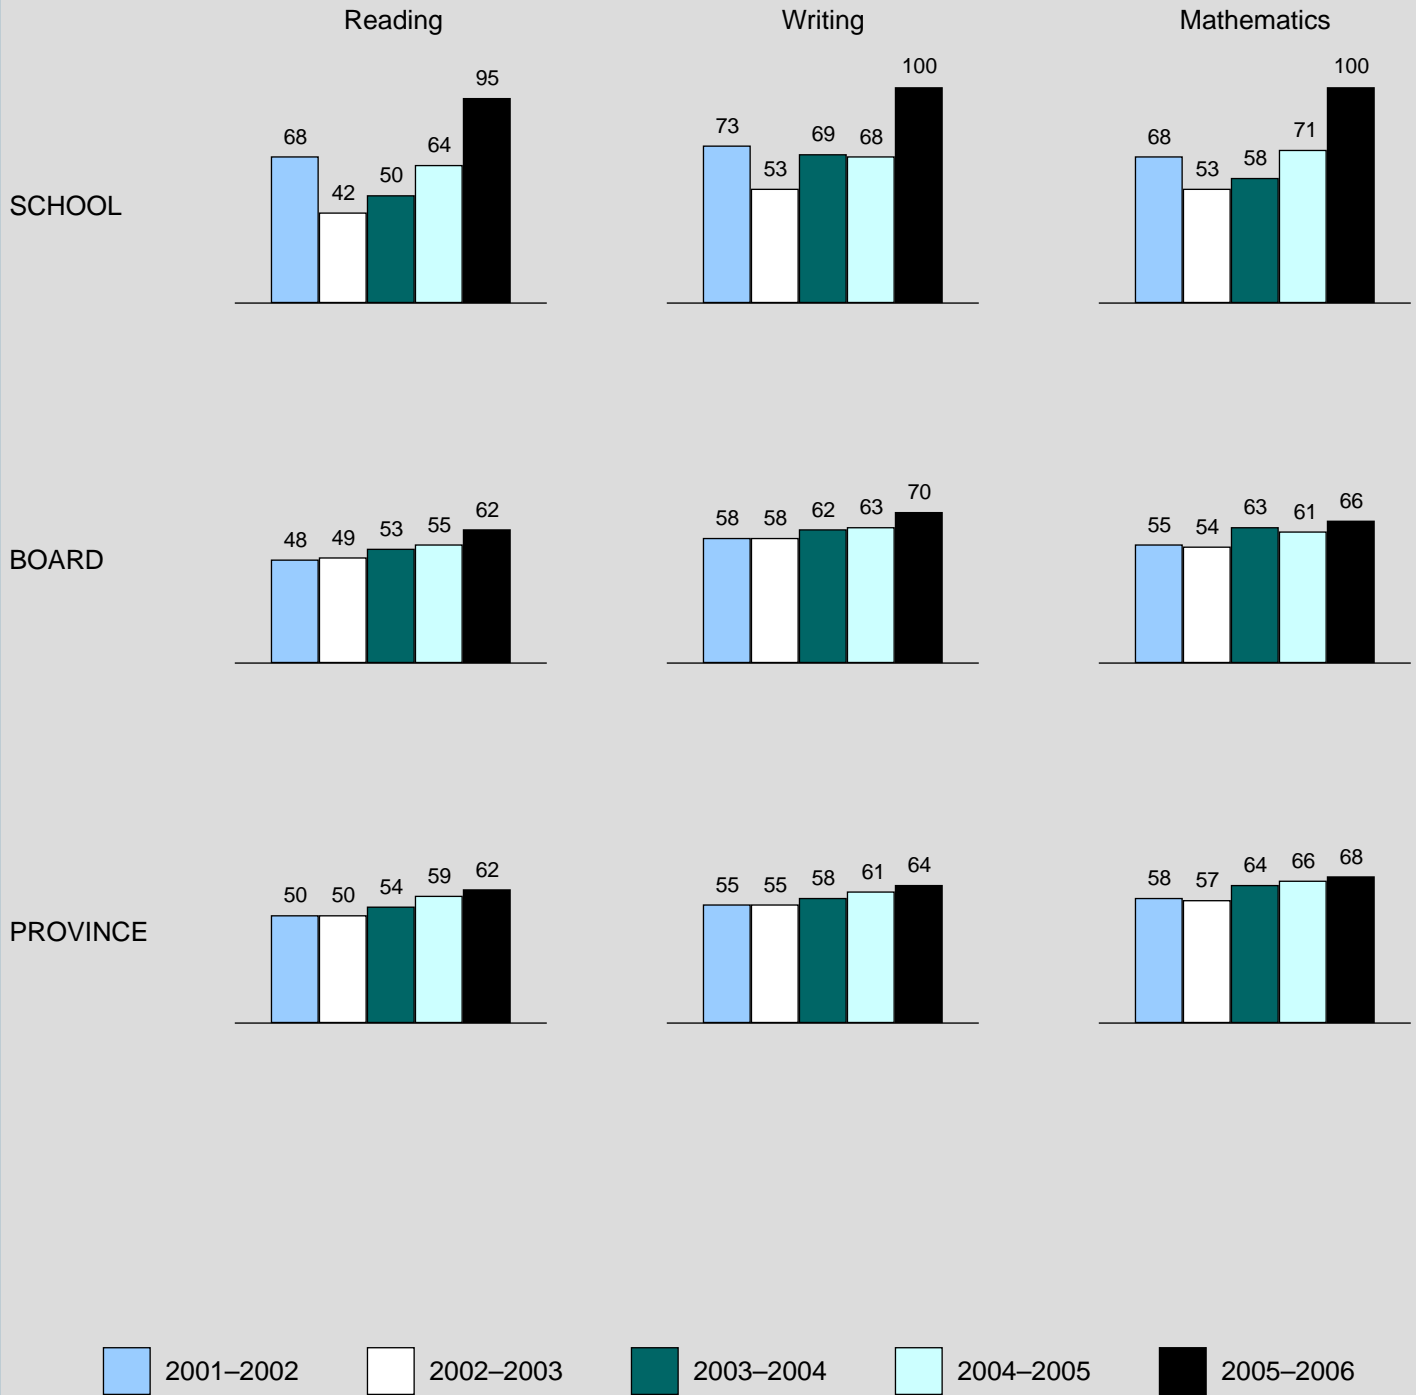 Reading Writing Mathematics
SCHOOL
68 42 50 64 95
73 53 69 68 100
68 53 58 71 100
BOARD
48 49 53 55 62
58 58 62 63 70
55 54 63 61 66
PROVINCE
50 50 54 59 62
55 55 58 61 64
58 57 64 66 68
2001–2002 2002–2003 2003–2004 2004–2005 2005–2006